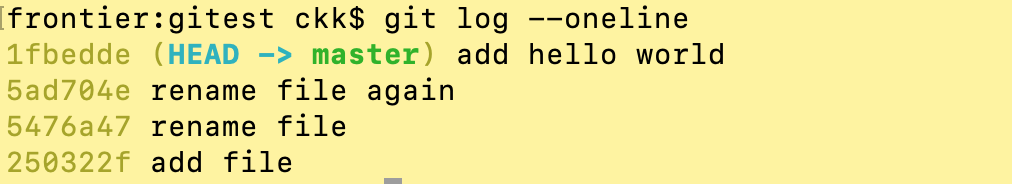 frontier:gitest ckk$ git log --oneline
1fbedde (HEAD -> master) add hello world
5ad704e rename file again
5476a47 rename file
250322f add file